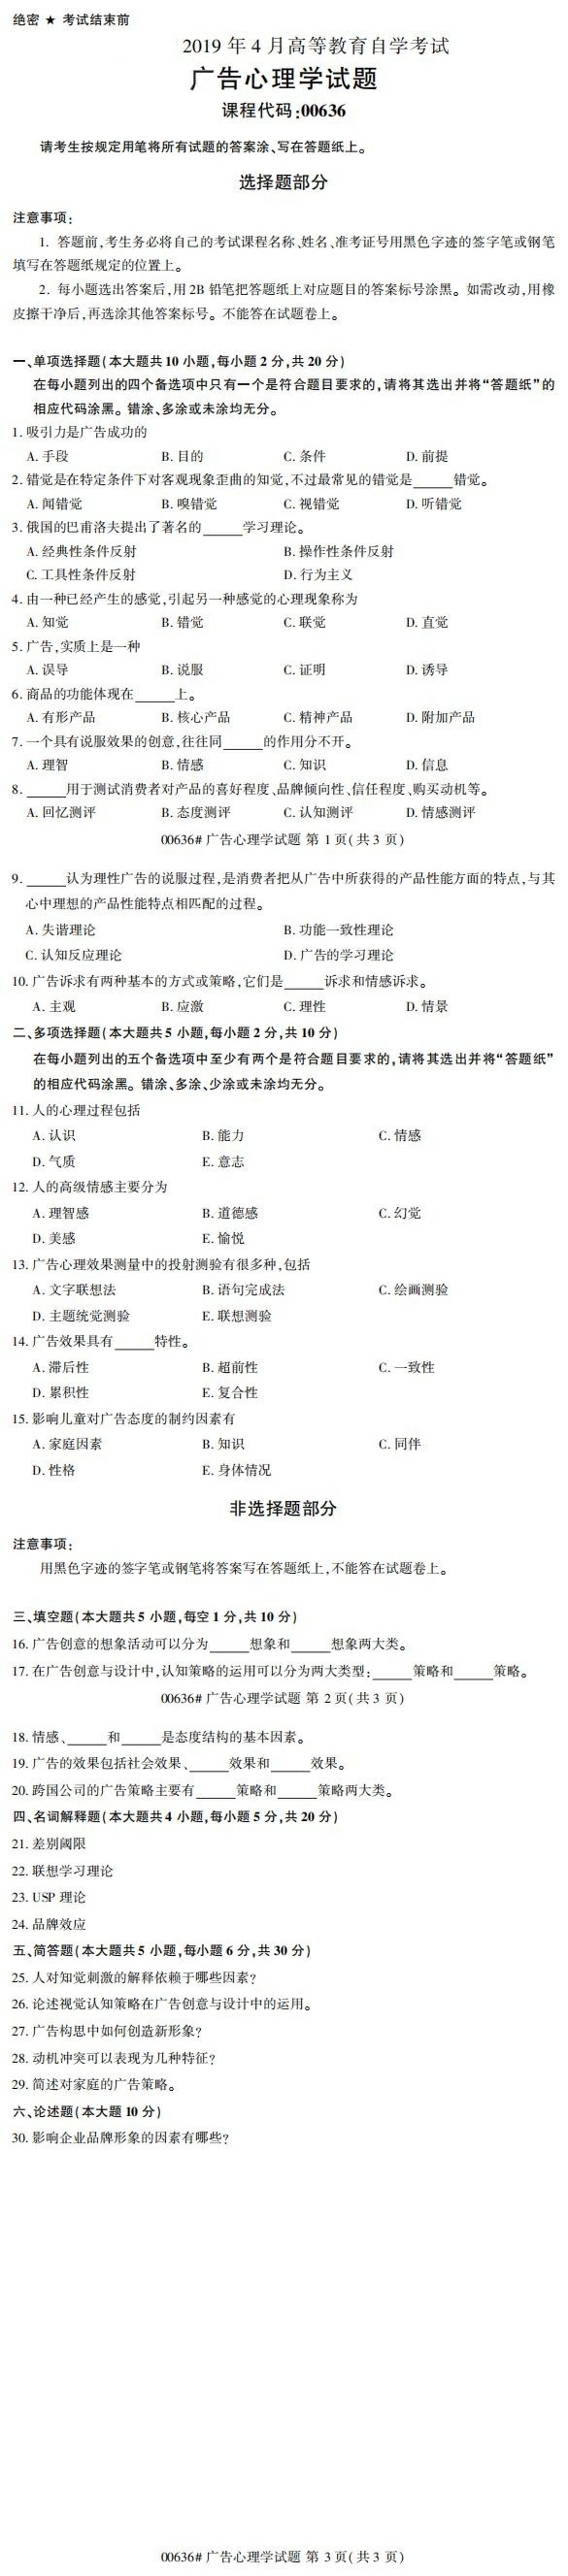 绝密 ★ 考试结束前
2019 年 4 月高等教育自学考试
广告心理学试题
课程代码:00636
请考生按规定用笔将所有试题的答案涂、写在答题纸上。
选择题部分
注意事项:
1. 答题前,考生务必将自己的考试课程名称、姓名、准考证号用黑色字迹的签字笔或钢笔
填写在答题纸规定的位置上。
2. 每小题选出答案后,用 2B 铅笔把答题纸上对应题目的答案标号涂黑。如需改动,用橡
皮擦干净后,再选涂其他答案标号。不能答在试题卷上。
一、单项选择题(本大题共 10 小题,每小题 2 分,共 20 分)
在每小题列出的四个备选项中只有一个是符合题目要求的,请将其选出并将“答题纸”的
相应代码涂黑。错涂、多涂或未涂均无分。
1. 吸引力是广告成功的
A. 手段 B. 目的 C. 条件 D. 前提
2. 错觉是在特定条件下对客观现象歪曲的知觉,不过最常见的错觉是______错觉。
A. 闻错觉 B. 嗅错觉 C. 视错觉 D. 听错觉
3. 俄国的巴甫洛夫提出了著名的______学习理论。
A. 经典性条件反射 B. 操作性条件反射
C. 工具性条件反射 D. 行为主义
4. 由一种已经产生的感觉,引起另一种感觉的心理现象称为
A. 知觉 B. 错觉 C. 联觉 D. 直觉
5. 广告,实质上是一种
A. 误导 B. 说服 C. 证明 D. 诱导
6. 商品的功能体现在______上。
A. 有形产品 B. 核心产品 C. 精神产品 D. 附加产品
7. 一个具有说服效果的创意,往往同______的作用分不开。
A. 理智 B. 情感 C. 知识 D. 信息
8. ______用于测试消费者对产品的喜好程度、品牌倾向性、信任程度、购买动机等。
A. 回忆测评 B. 态度测评 C. 认知测评 D. 情感测评
00636# 广告心理学试题 第 1 页(共 3 页)
9. ______认为理性广告的说服过程,是消费者把从广告中所获得的产品性能方面的特点,与其
心中理想的产品性能特点相匹配的过程。
A. 失谐理论 B. 功能一致性理论
C. 认知反应理论 D. 广告的学习理论
10. 广告诉求有两种基本的方式或策略,它们是______诉求和情感诉求。
A. 主观 B. 应激 C. 理性 D. 情景
二、多项选择题(本大题共 5 小题,每小题 2 分,共 10 分)
在每小题列出的五个备选项中至少有两个是符合题目要求的,请将其选出并将“答题纸”
的相应代码涂黑。错涂、多涂、少涂或未涂均无分。
11. 人的心理过程包括
A. 认识 B. 能力 C. 情感
D. 气质 E. 意志
12. 人的高级情感主要分为
A. 理智感 B. 道德感 C. 幻觉
D. 美感 E. 愉悦
13. 广告心理效果测量中的投射测验有很多种,包括
A. 文字联想法 B. 语句完成法 C. 绘画测验
D. 主题统觉测验 E. 联想测验
14. 广告效果具有______特性。
A. 滞后性 B. 超前性 C. 一致性
D. 累积性 E. 复合性
15. 影响儿童对广告态度的制约因素有
A. 家庭因素 B. 知识 C. 同伴
D. 性格 E. 身体情况
非选择题部分
注意事项:
用黑色字迹的签字笔或钢笔将答案写在答题纸上,不能答在试题卷上。
三、填空题(本大题共 5 小题,每空 1 分,共 10 分)
16. 广告创意的想象活动可以分为______想象和______想象两大类。
17. 在广告创意与设计中,认知策略的运用可以分为两大类型:______策略和______策略。
00636# 广告心理学试题 第 2 页(共 3 页)
18. 情感、______和______是态度结构的基本因素。
19. 广告的效果包括社会效果、______效果和______效果。
20. 跨国公司的广告策略主要有______策略和______策略两大类。
四、名词解释题(本大题共 4 小题,每小题 5 分,共 20 分)
21. 差别阈限
22. 联想学习理论
23. USP 理论
24. 品牌效应
五、简答题(本大题共 5 小题,每小题 6 分,共 30 分)
25. 人对知觉刺激的解释依赖于哪些因素?
26. 论述视觉认知策略在广告创意与设计中的运用。
27. 广告构思中如何创造新形象?
28. 动机冲突可以表现为几种特征?
29. 简述对家庭的广告策略。
六、论述题(本大题 10 分)
30. 影响企业品牌形象的因素有哪些?
00636# 广告心理学试题 第 3 页(共 3 页)